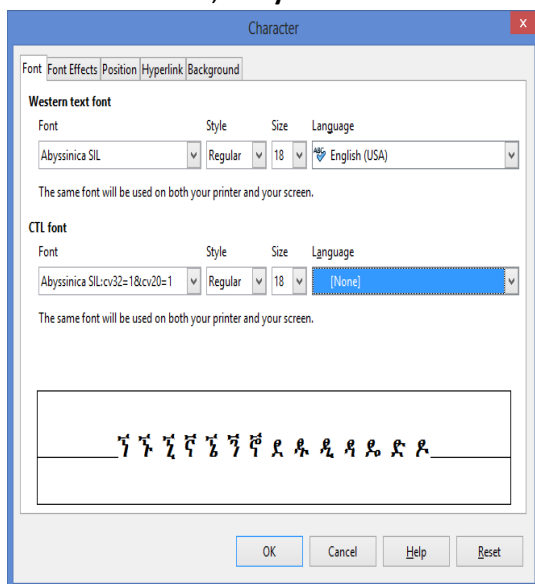 Character
x
Font Font Effects Position Hyperlink Background
Western text font
Font Style Size Language
Abyssinica SIL Regular 18 English (USA)
The same font will be used on both your printer and your screen.
CTL font
Font Style Size Language
Abyssinica SIL:cv32=1&cv20=1 Regular 18 [None]
The same font will be used on both your printer and your screen.
ኘ ኙ ኚ ኛ ኜ ኝ ኞ ደ ዱ ዲ ዳ ዴ ድ ዶ
OK Cancel Help Reset